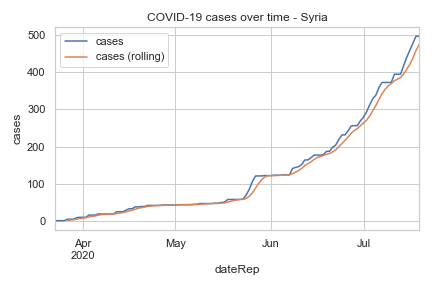 COVID-19 cases over time - Syria
cases
cases (rolling)
500
400
300
200
100
0
cases
Apr
2020
May
Jun
Jul
dateRep